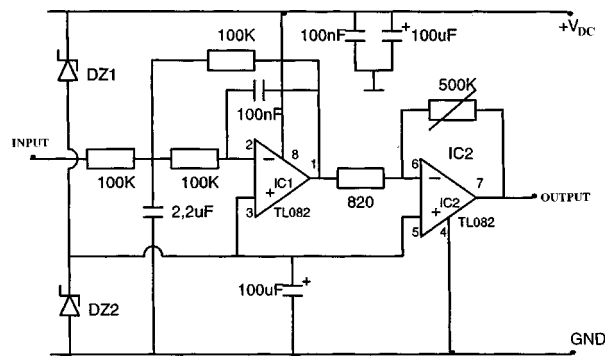 100K
100nF
100uF
+
+VDC
DZ1
100nF
500K
INPUT
2
8
1
6
IC2
100K
100K
IC1
+
3
TL082
820
IC2
7
OUTPUT
2,2uF
+
5
4
TL082
100uF
+
DZ2
GND